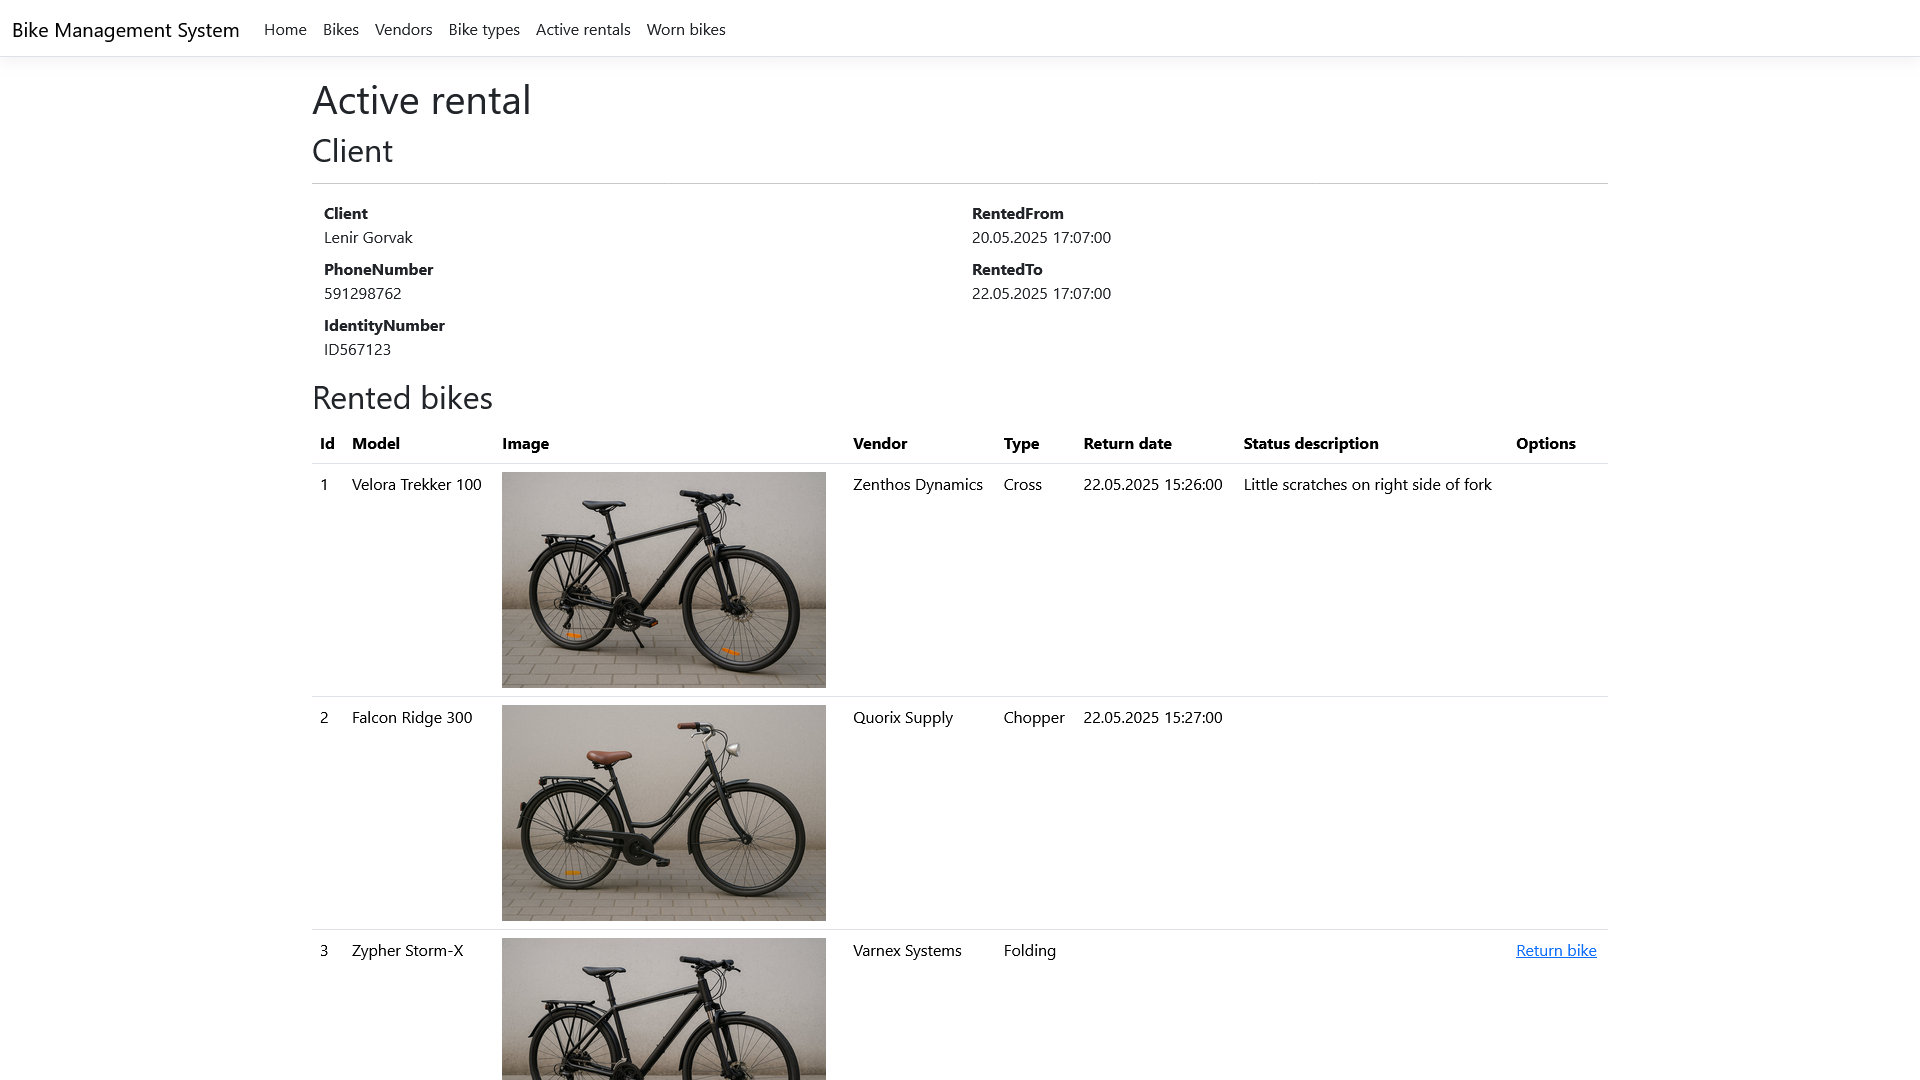 Bike Management System Home Bikes Vendors Bike types Active rentals Worn bikes
Active rental
Client
Client
Lenir Gorvak
PhoneNumber
591298762
IdentityNumber
ID567123
RentedFrom
20.05.2025 17:07:00
RentedTo
22.05.2025 17:07:00
Rented bikes
Id Model Image Vendor Type Return date Status description Options
1 Velora Trekker 100 Zenthos Dynamics Cross 22.05.2025 15:26:00 Little scratches on right side of fork
2 Falcon Ridge 300 Quorix Supply Chopper 22.05.2025 15:27:00
3 Zypher Storm-X Varnex Systems Folding Return bike